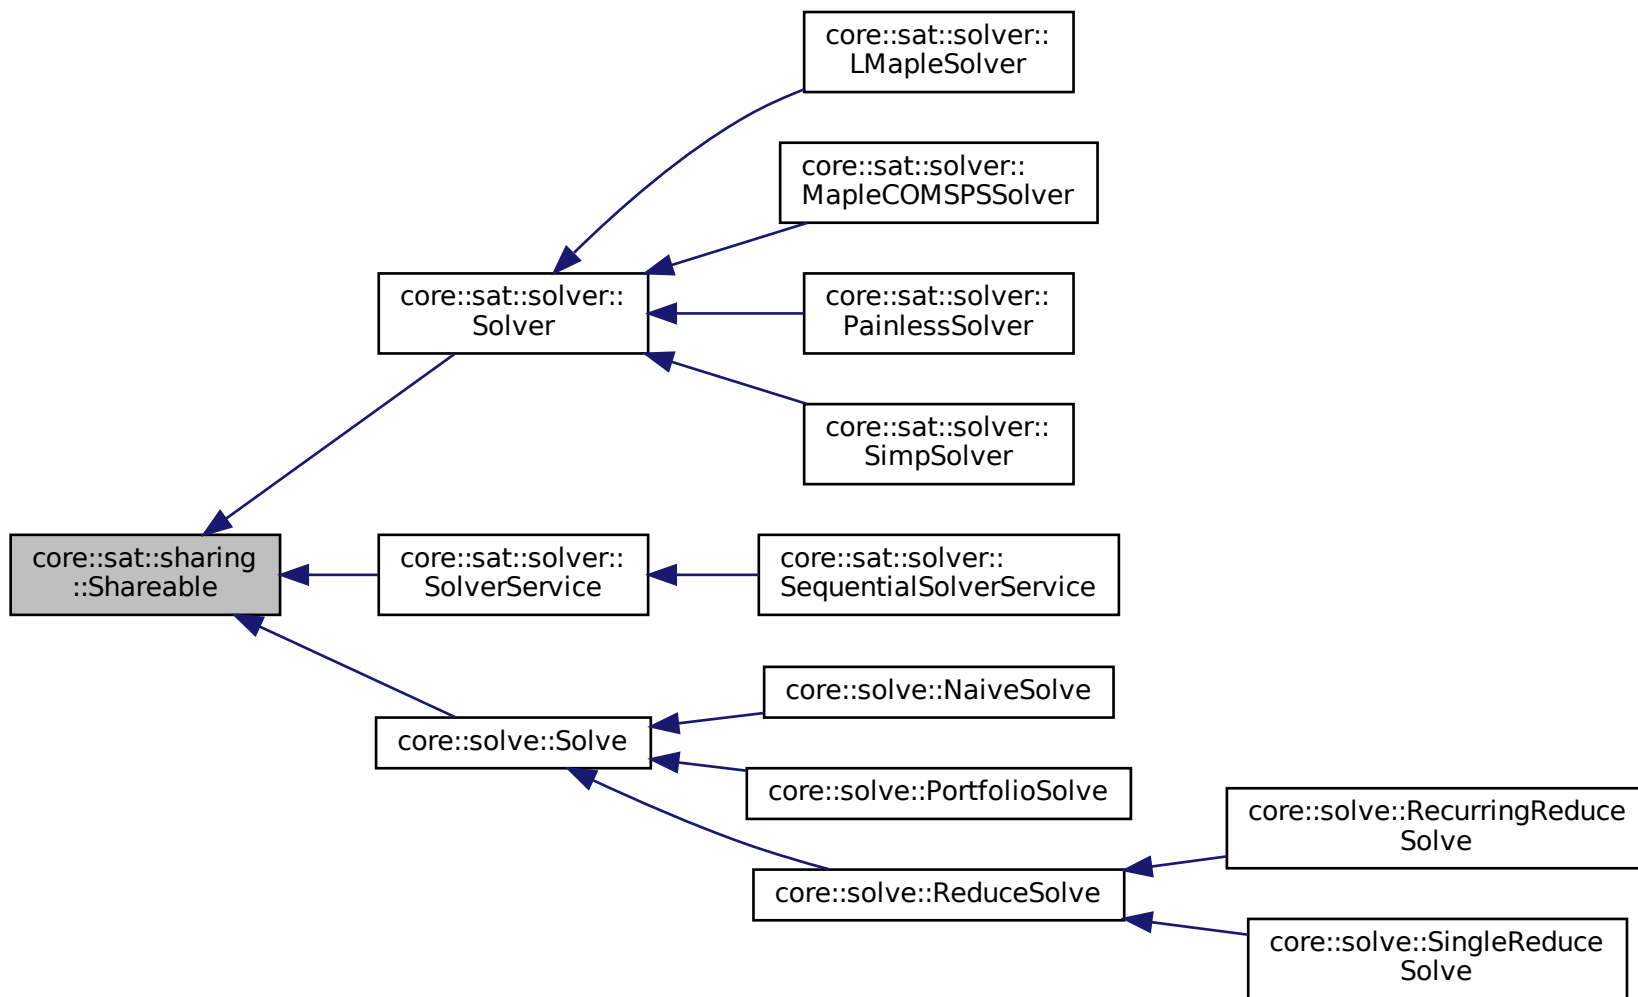 core::sat::solver::
LMapleSolver
core::sat::solver::
MapleCOMSPSSolver
core::sat::solver::
Solver
core::sat::solver::
PainlessSolver
core::sat::solver::
SimpSolver
core::sat::sharing
::Shareable
core::sat::solver::
SolverService
core::sat::solver::
SequentialSolverService
core::solve::NaiveSolve
core::solve::Solve
core::solve::PortfolioSolve
core::solve::RecurringReduce
Solve
core::solve::ReduceSolve
core::solve::SingleReduce
Solve